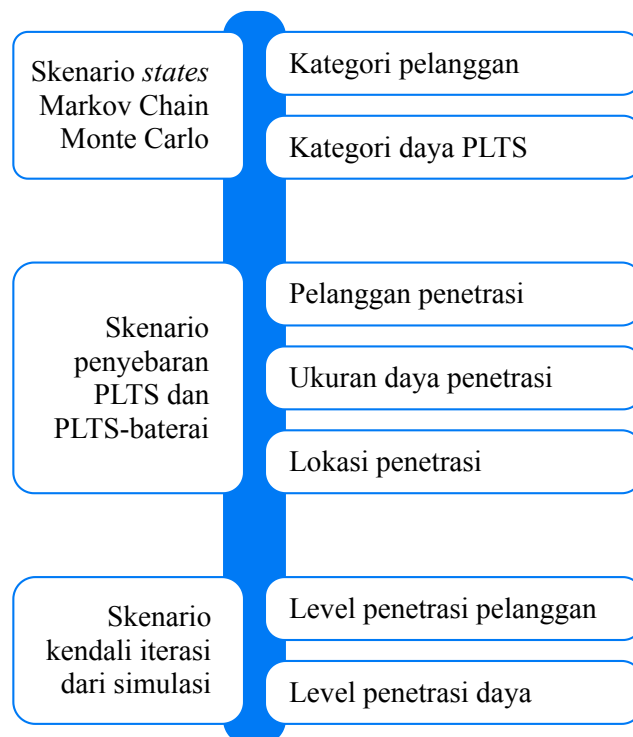 Skenario states
Markov Chain
Monte Carlo
Kategori pelanggan
Kategori daya PLTS
Skenario
penyebaran
PLTS dan
PLTS-baterai
Pelanggan penetrasi
Ukuran daya penetrasi
Lokasi penetrasi
Skenario
kendali iterasi
dari simulasi
Level penetrasi pelanggan
Level penetrasi daya